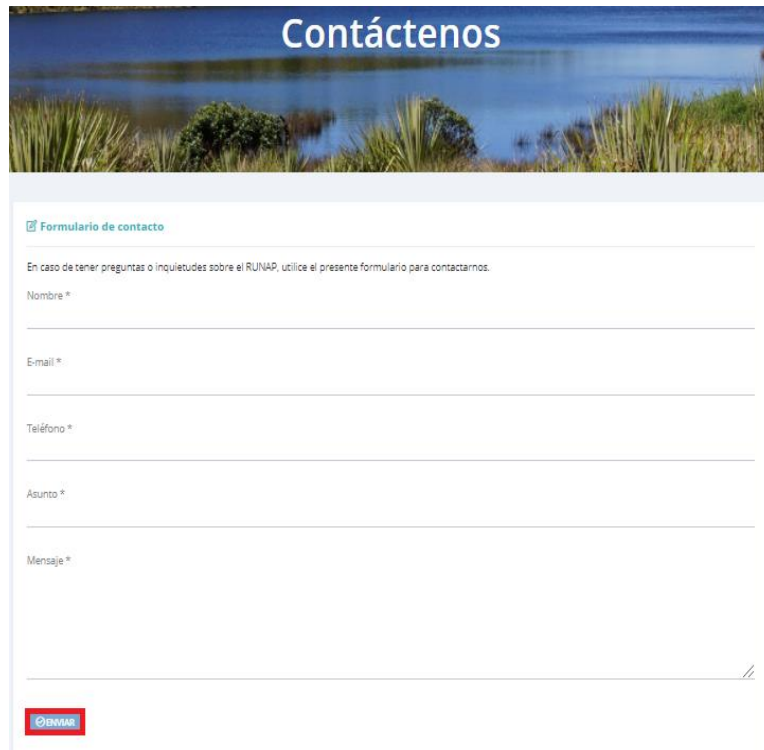 Contáctenos
Formulario de contacto
En caso de tener preguntas o inquietudes sobre el RUNAP, utilice el presente formulario para contactarnos.
Nombre *
E-mail *
Teléfono *
Asunto *
Mensaje *
ENVIAR